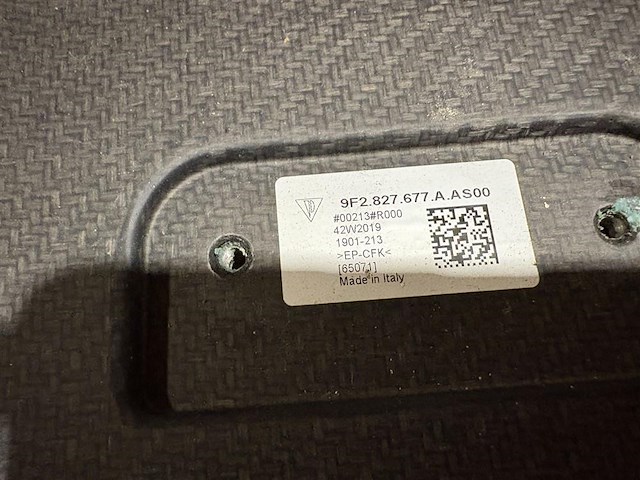 9F2.827.677.A.AS00
#00213#R000
42W2019
1901-213
>EP-CFK<
[65071]
Made in Italy